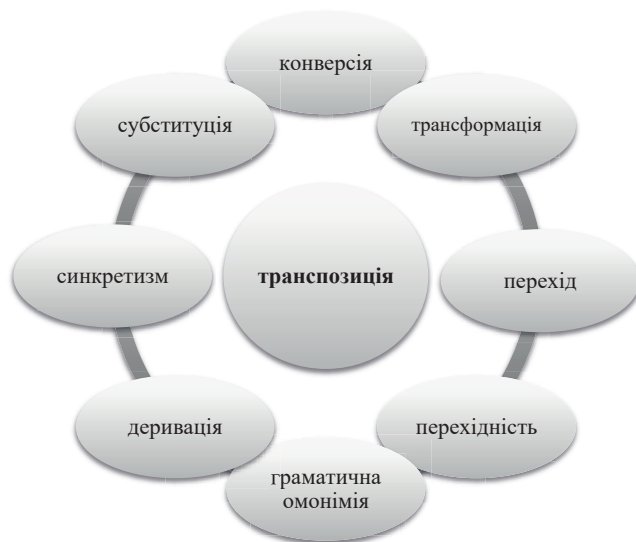 конверсія
субституція
трансформація
синкретизм
транспозиція
перехід
деривація
перехідність
граматична
омонімія